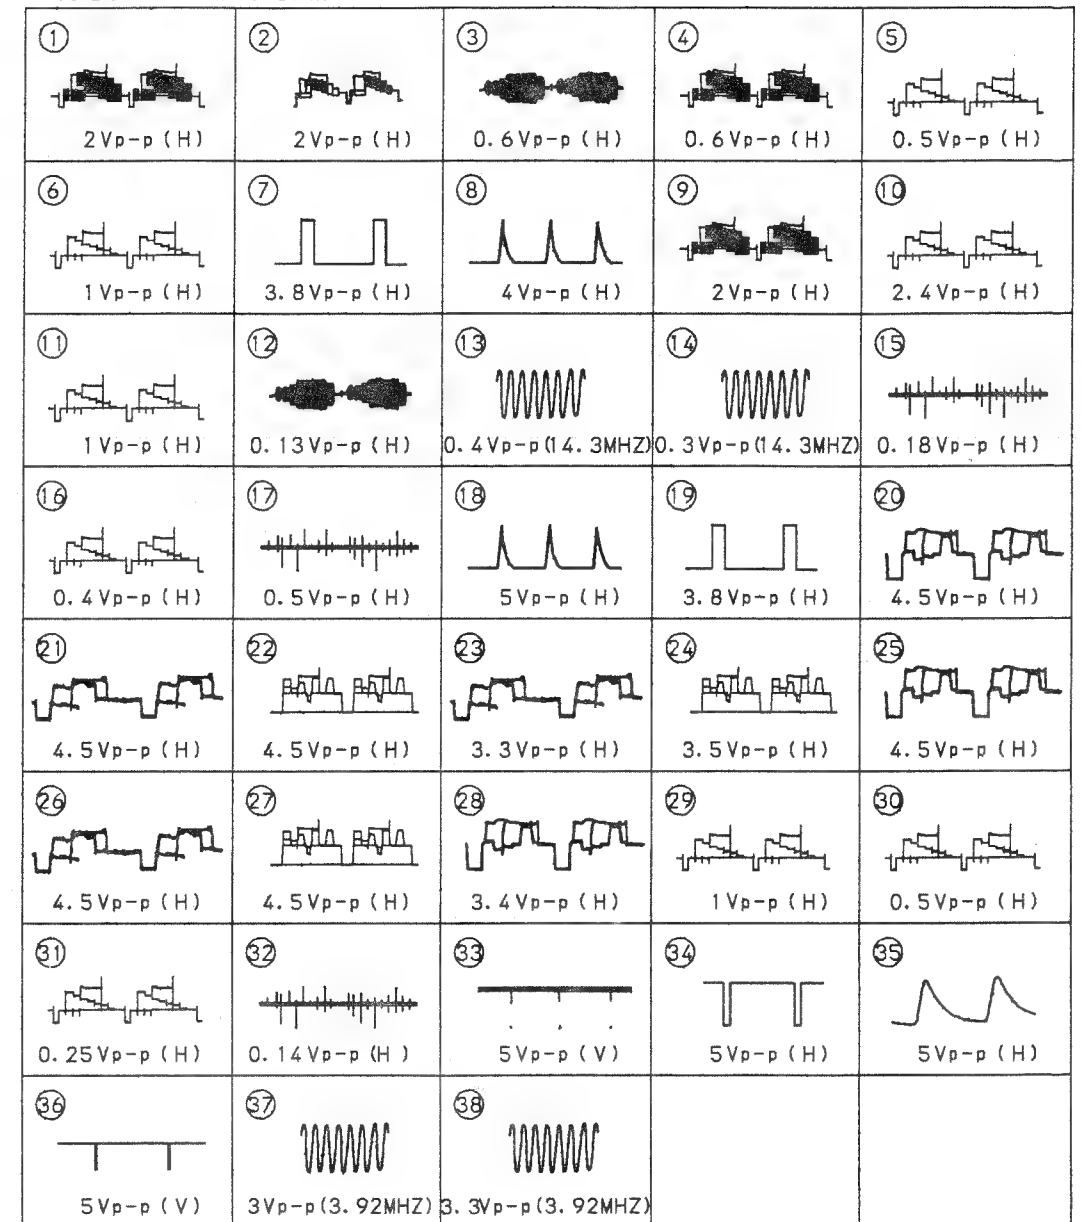 ① ② ③ ④ ⑤
2Vp-p (H) 2Vp-p (H) 0.6Vp-p (H) 0.6Vp-p (H) 0.5Vp-p (H)
⑥ ⑦ ⑧ ⑨ ⑩
1Vp-p (H) 3.8Vp-p (H) 4Vp-p (H) 2Vp-p (H) 2.4Vp-p (H)
⑪ ⑫ ⑬ ⑭ ⑮
1Vp-p (H) 0.13Vp-p (H) 0.4Vp-p(14.3MHZ) 0.3Vp-p(14.3MHZ) 0.18Vp-p (H)
⑯ ⑰ ⑱ ⑲ ⑳
0.4Vp-p (H) 0.5Vp-p (H) 5Vp-p (H) 3.8Vp-p (H) 4.5Vp-p (H)
㉑ ㉒ ㉓ ㉔ ㉕
4.5Vp-p (H) 4.5Vp-p (H) 3.3Vp-p (H) 3.5Vp-p (H) 4.5Vp-p (H)
㉖ ㉗ ㉘ ㉙ ㉚
4.5Vp-p (H) 4.5Vp-p (H) 3.4Vp-p (H) 1Vp-p (H) 0.5Vp-p (H)
㉛ ㉜ ㉝ ㉞ ㉟
0.25Vp-p (H) 0.14Vp-p (H) 5Vp-p (V) 5Vp-p (H) 5Vp-p (H)
㊱ ㊲ ㊳
5Vp-p (V) 3Vp-p(3.92MHZ) 3.3Vp-p(3.92MHZ)